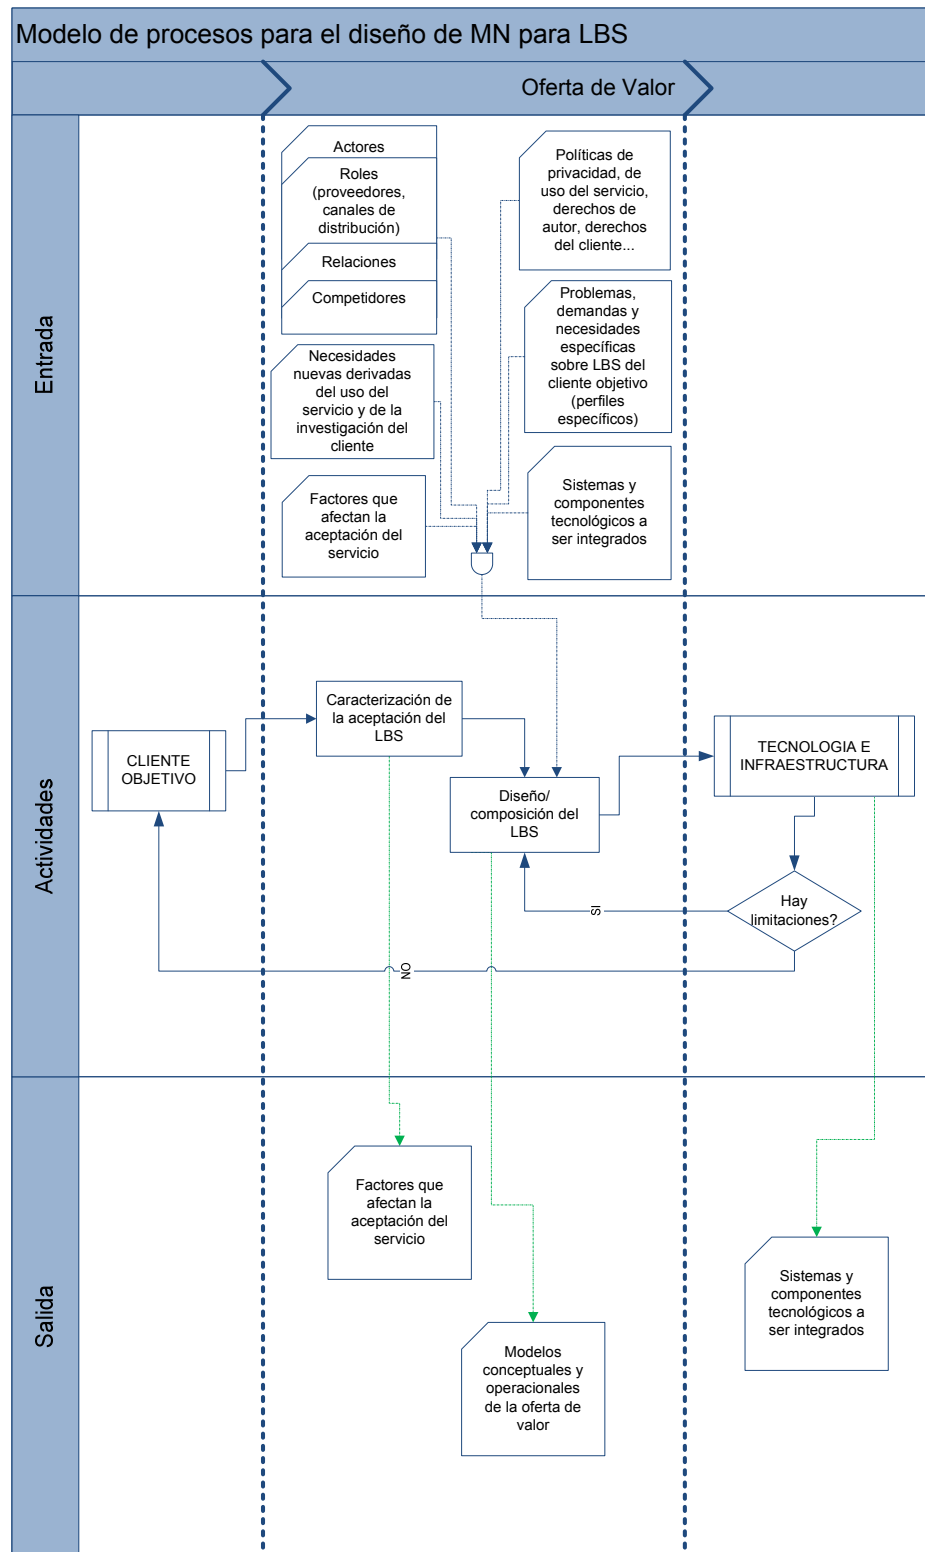 Modelo de procesos para el diseño de MN para LBS
Oferta de Valor
Entrada
Actores
Roles
(proveedores,
canales de
distribución)
Relaciones
Competidores
Políticas de
privacidad, de
uso del servicio,
derechos de
autor, derechos
del cliente...
Necesidades
nuevas derivadas
del uso del
servicio y de la
investigación del
cliente
Problemas,
demandas y
necesidades
específicas
sobre LBS del
cliente objetivo
(perfiles
específicos)
Factores que
afectan la
aceptación del
servicio
Sistemas y
componentes
tecnológicos a
ser integrados
Actividades
CLIENTE
OBJETIVO
Caracterización de
la aceptación del
LBS
Diseño/
composición del
LBS
TECNOLOGIA E
INFRAESTRUCTURA
Hay
limitaciones?
SI
NO
Salida
Factores que
afectan la
aceptación del
servicio
Modelos
conceptuales y
operacionales
de la oferta de
valor
Sistemas y
componentes
tecnológicos a
ser integrados